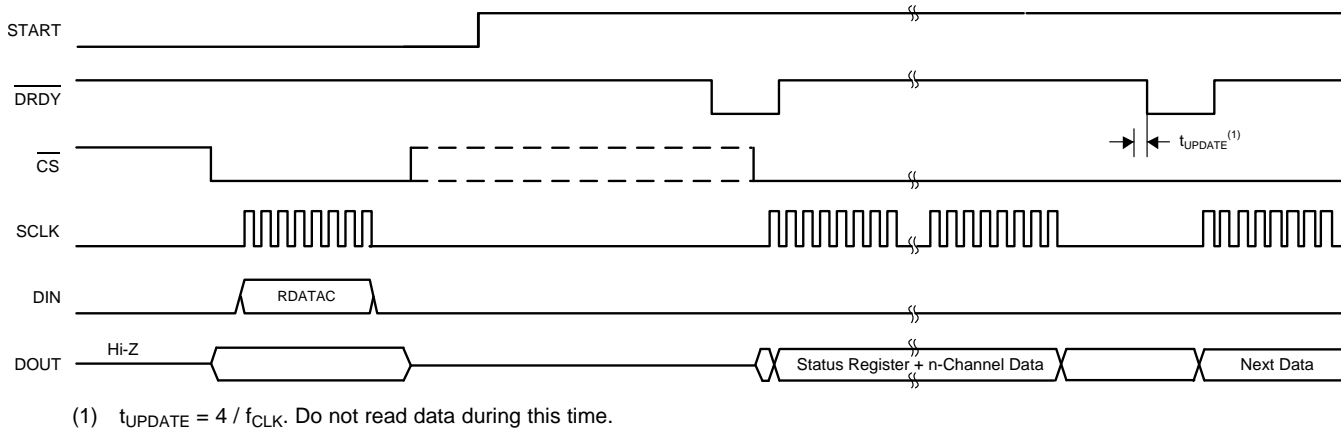 START
DRDY
tUPDATE(1)
CS
SCLK
DIN
RDATAC
Hi-Z
DOUT
Status Register + n-Channel Data
Next Data
(1) tUPDATE = 4 / fCLK. Do not read data during this time.